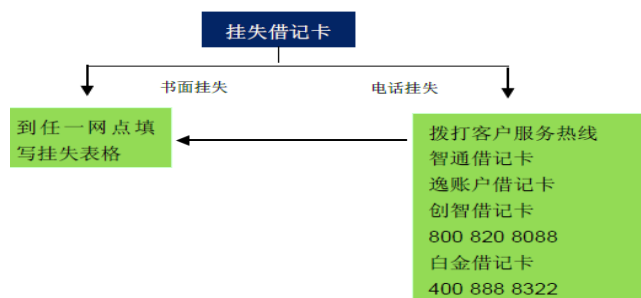 挂失借记卡
书面挂失
电话挂失
到任一网点填
写挂失表格
拨打客户服务热线
智通借记卡
逸账户借记卡
创智借记卡
800 820 8088
白金借记卡
400 888 8322